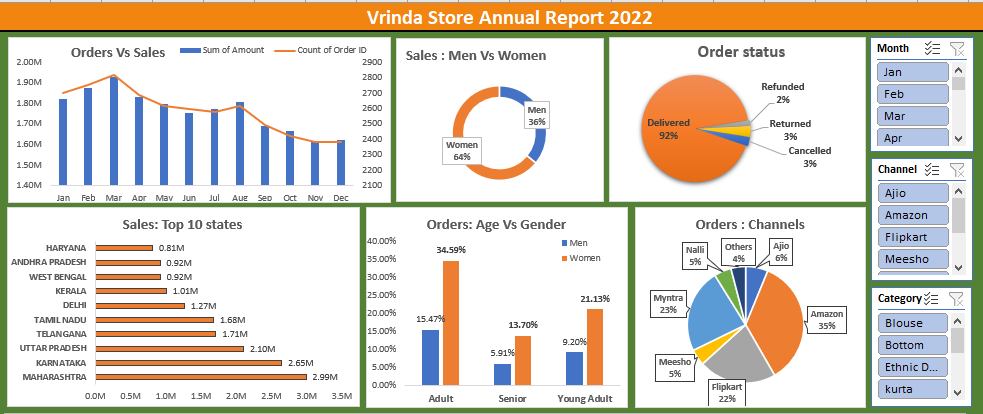 Vrinda Store Annual Report 2022
Orders Vs Sales
Sum of Amount
Count of Order ID
2.00M
1.90M
1.80M
1.70M
1.60M
1.50M
1.40M
2900
2800
2700
2600
2500
2400
2300
2200
2100
Jan Feb Mar Apr May Jun Jul Aug Sep Oct Nov Dec
Sales : Men Vs Women
Men
36%
Women
64%
Order status
Refunded
2%
Returned
3%
Cancelled
3%
Delivered
92%
Month
Jan
Feb
Mar
Apr
Channel
Ajio
Amazon
Flipkart
Meesho
Category
Blouse
Bottom
Ethnic D...
kurta
Sales: Top 10 states
HARYANA 0.81M
ANDHRA PRADESH 0.92M
WEST BENGAL 0.92M
KERALA 1.01M
DELHI 1.27M
TAMIL NADU 1.68M
TELANGANA 1.71M
UTTAR PRADESH 2.10M
KARNATAKA 2.65M
MAHARASHTRA 2.99M
0.0M 0.5M 1.0M 1.5M 2.0M 2.5M 3.0M 3.5M
Orders: Age Vs Gender
Men
Women
40.00%
35.00%
30.00%
25.00%
20.00%
15.00%
10.00%
5.00%
0.00%
15.47%
34.59%
5.91%
13.70%
9.20%
21.13%
Adult Senior Young Adult
Orders : Channels
Nalli
5%
Others
4%
Ajio
6%
Myntra
23%
Amazon
35%
Meesho
5%
Flipkart
22%